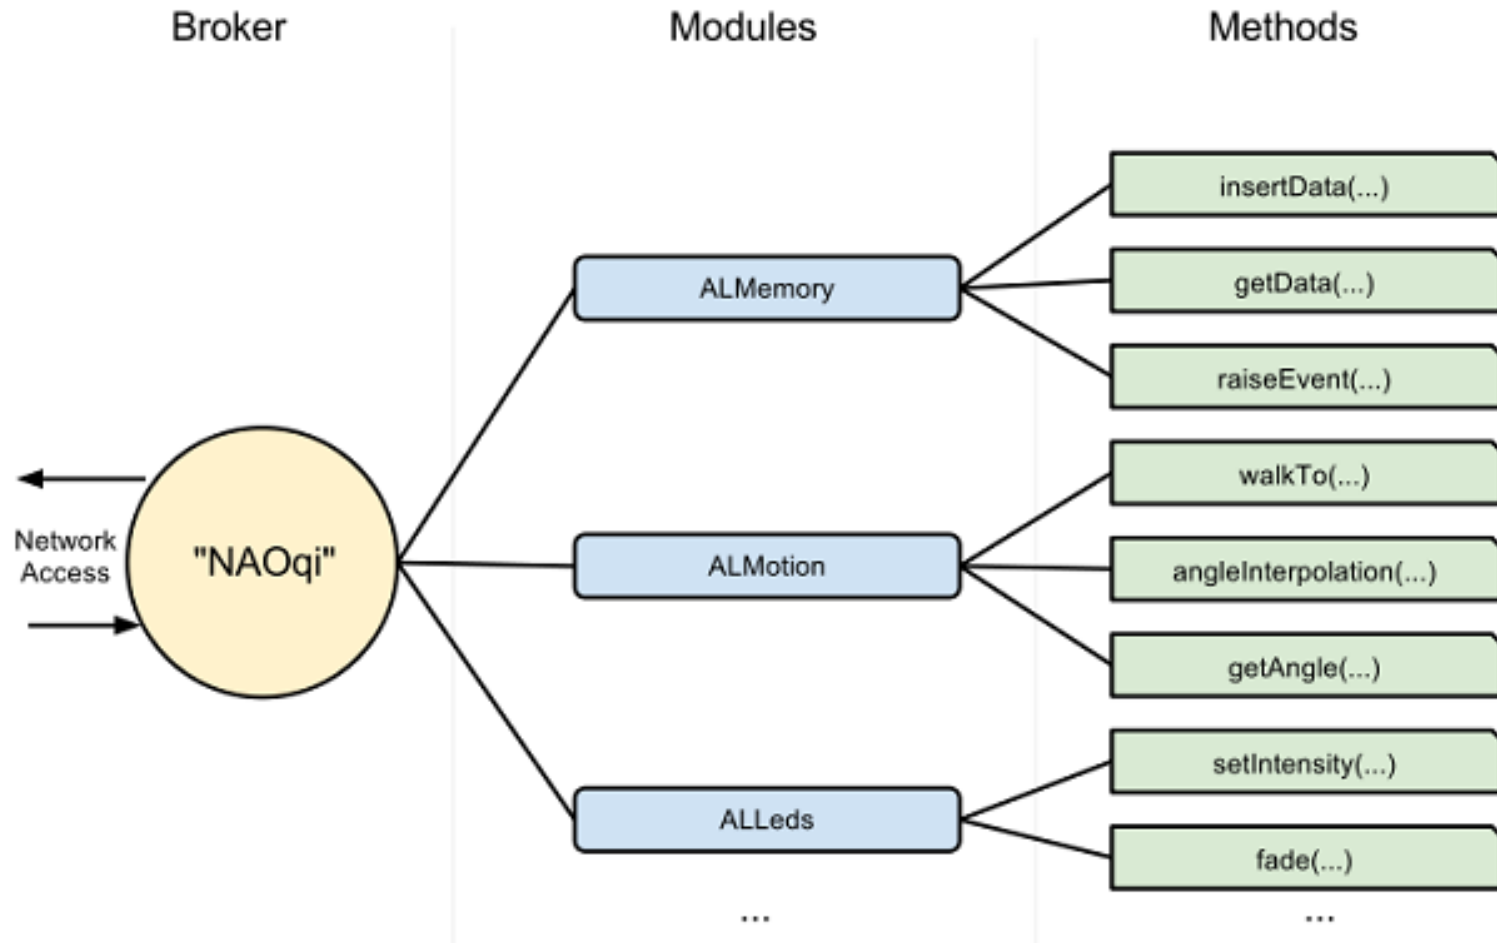 Broker
Modules
Methods
insertData(...)
getData(...)
raiseEvent(...)
walkTo(...)
angleInterpolation(...)
getAngle(...)
setIntensity(...)
fade(...)
...
ALMemory
ALMotion
ALLeds
...
"NAOqi"
Network
Access